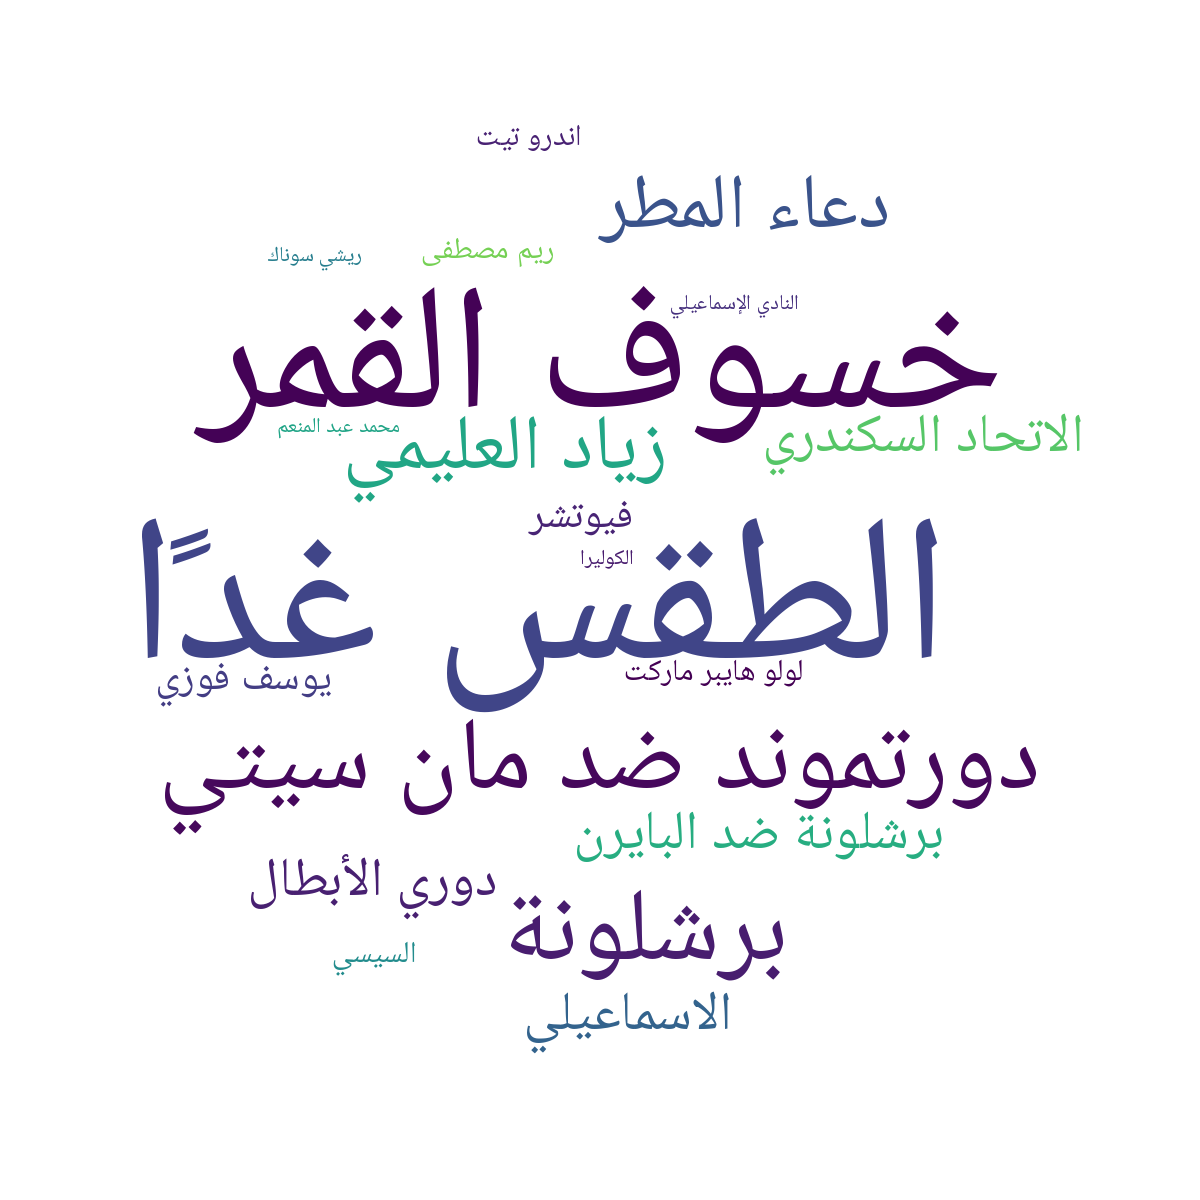 اندرو تيت
دعاء المطر
ريم مصطفى
ريشي سوناك
النادي الإسماعيلي
خسوف القمر
الاتحاد السكندري
زياد العليمي
محمد عبد المنعم
فيوتشر
الكوليرا
الطقس غدًا
لولو هايبر ماركت
يوسف فوزي
دورتموند ضد مان سيتي
برشلونة ضد البايرن
دوري الأبطال
برشلونة
السيسي
الاسماعيلي